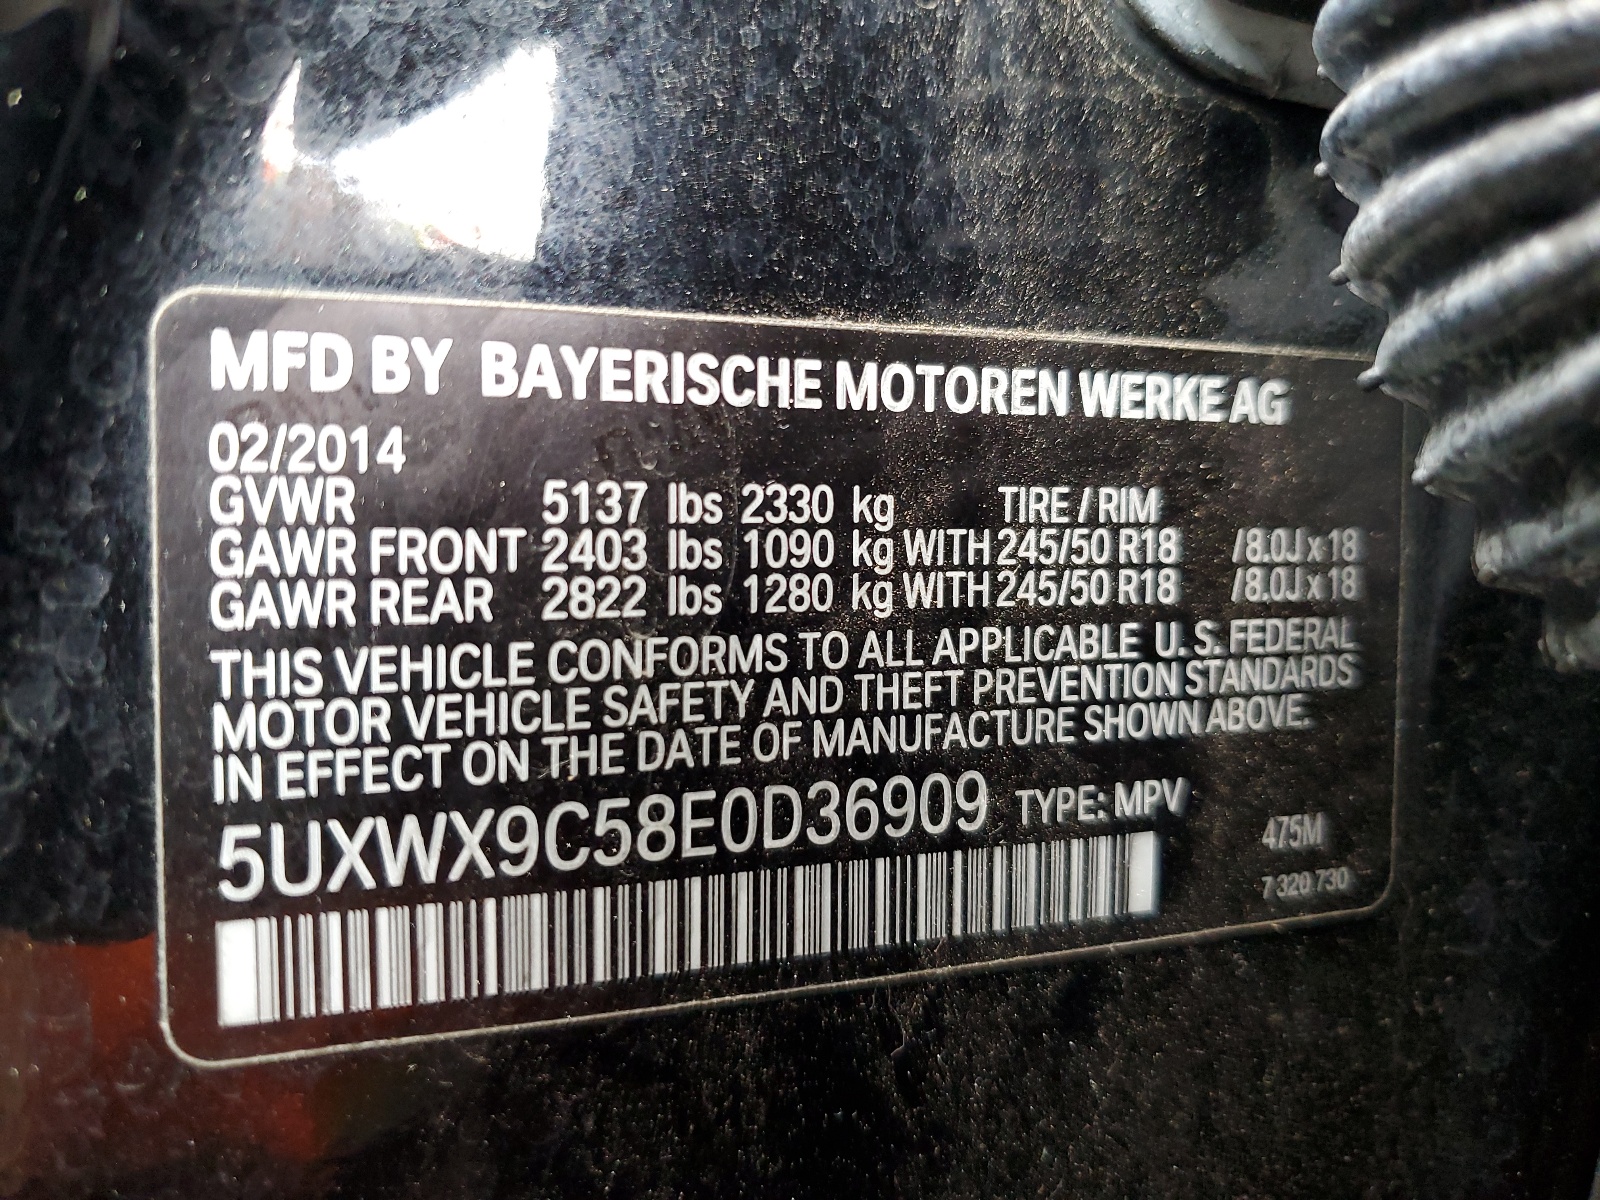 MFD BY BAYERISCHE MOTOREN WERKE AG
02/2014
GVWR 5137 lbs 2330 kg TIRE / RIM
GAWR FRONT 2403 lbs 1090 kg WITH 245/50 R18 /8.0J x 18
GAWR REAR 2822 lbs 1280 kg WITH 245/50 R18 /8.0J x 18
THIS VEHICLE CONFORMS TO ALL APPLICABLE U. S. FEDERAL
MOTOR VEHICLE SAFETY AND THEFT PREVENTION STANDARDS
IN EFFECT ON THE DATE OF MANUFACTURE SHOWN ABOVE.
5UXWX9C58E0D36909 TYPE: MPV
475M
7 320 730